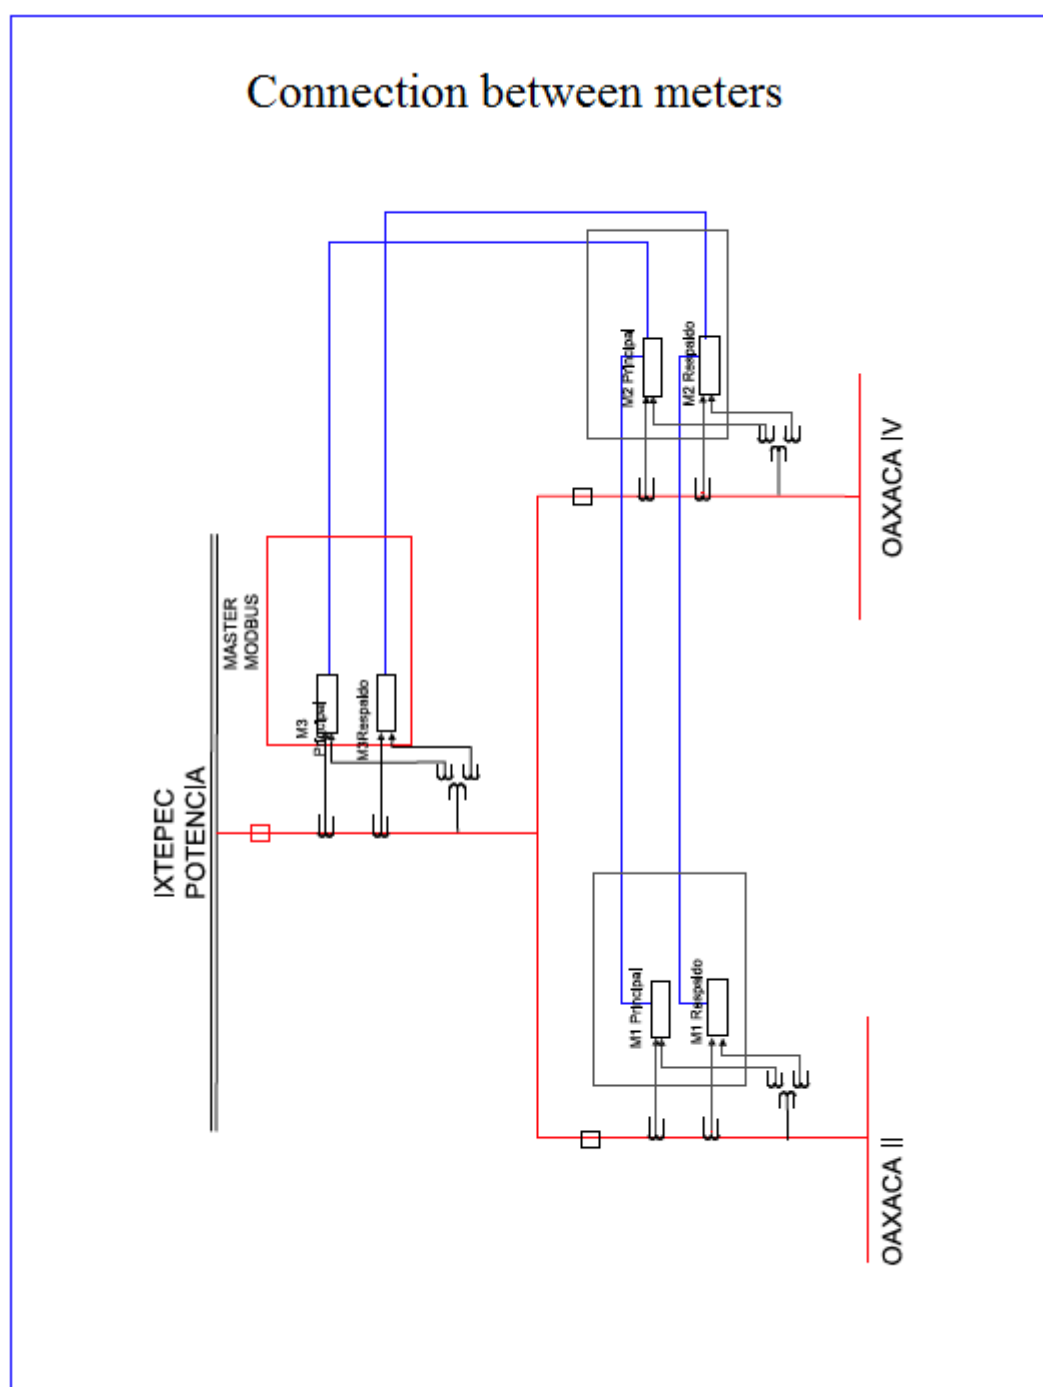 Connection between meters
M2 Principal
M2 Respaldo
OAXACA IV
MASTER
MODBUS
M3
Principal
M3Respaldo
IXTEPEC
POTENCIA
M1 Principal
M1 Respaldo
OAXACA II